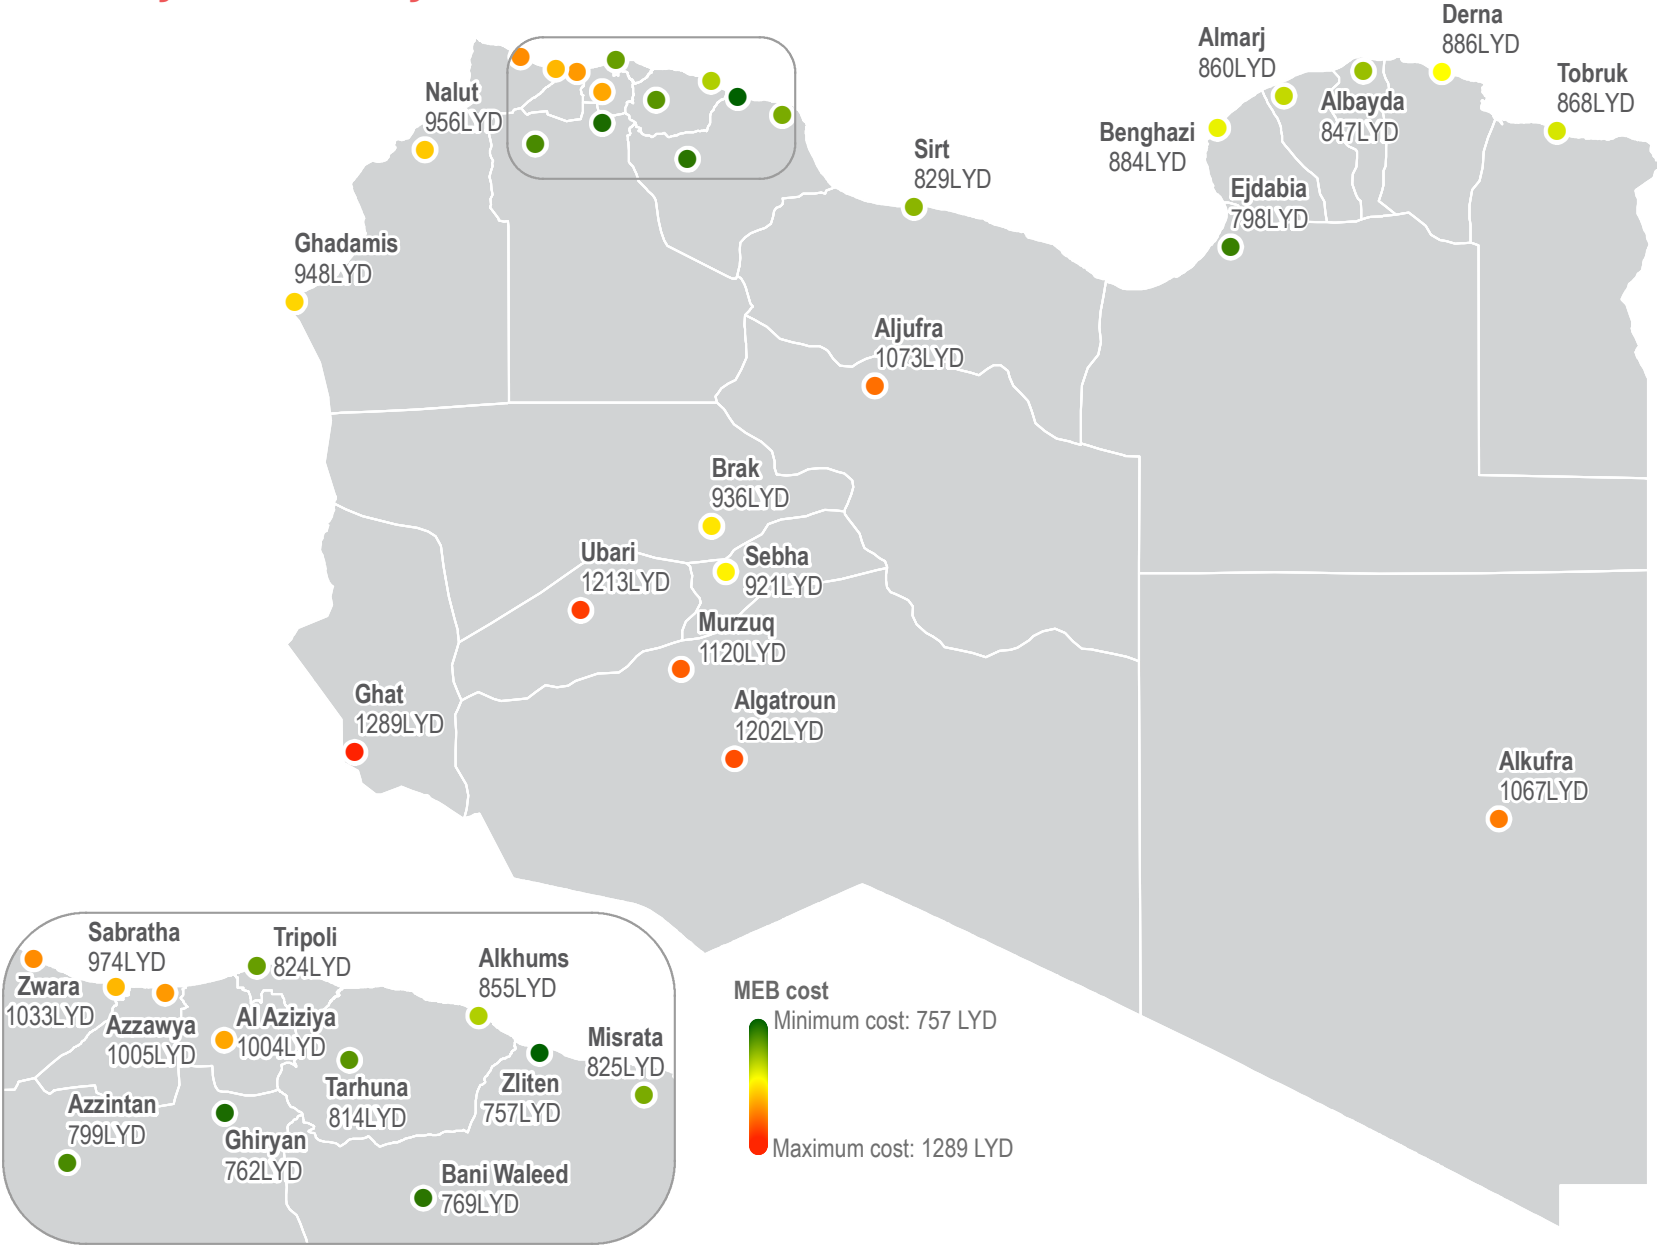 Derna
886LYD
Almarj
860LYD
Tobruk
868LYD
Albayda
847LYD
Nalut
956LYD
Benghazi
884LYD
Sirt
829LYD
Ejdabia
798LYD
Ghadamis
948LYD
Aljufra
1073LYD
Brak
936LYD
Ubari
1213LYD
Sebha
921LYD
Murzuq
1120LYD
Ghat
1289LYD
Algatroun
1202LYD
Alkufra
1067LYD
Sabratha
974LYD
Tripoli
824LYD
Alkhums
855LYD
Zwara
1033LYD
Azzawya
1005LYD
Al Aziziya
1004LYD
Misrata
825LYD
Tarhuna
814LYD
Zliten
757LYD
Azzintan
799LYD
Ghiryan
762LYD
Bani Waleed
769LYD
MEB cost
Minimum cost: 757 LYD
Maximum cost: 1289 LYD